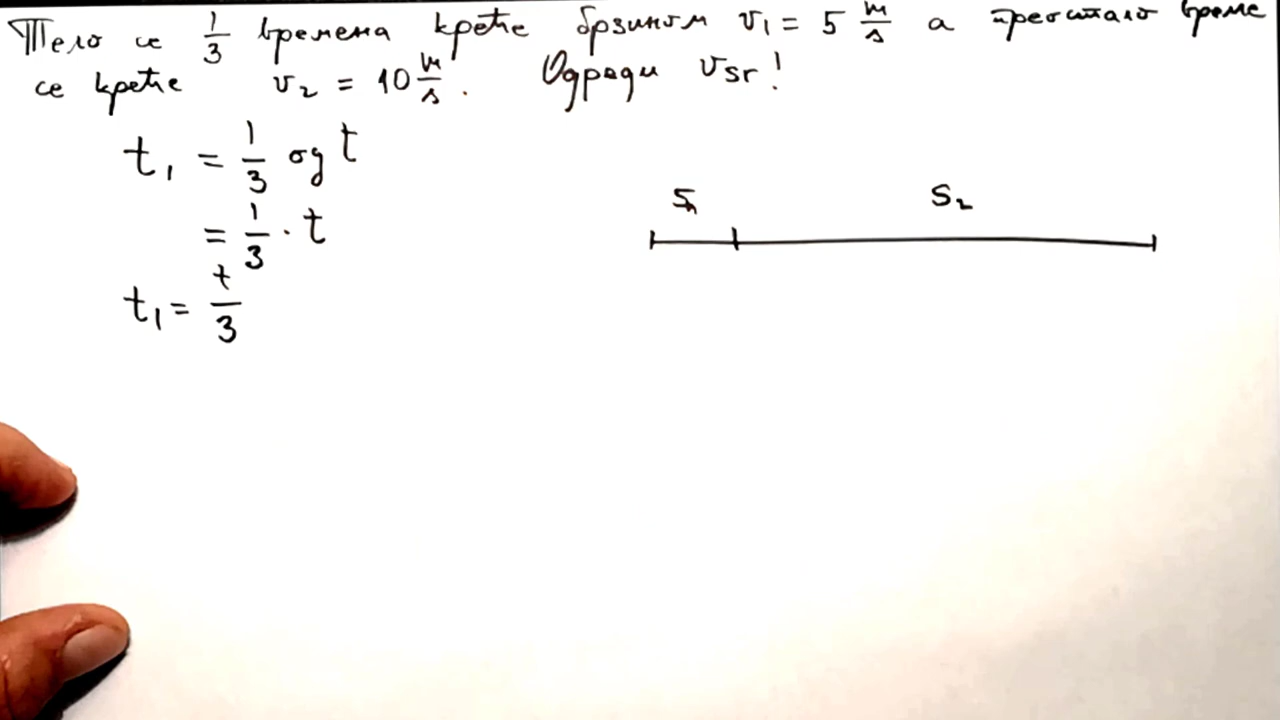 Тело се 1/3 времена креће брзином v₁ = 5 m/s а преостало време
се креће v₂ = 10 m/s. Одреди vsr!
t₁ = 1/3 од t
= 1/3 · t
t₁ = t/3
S₁ S₂